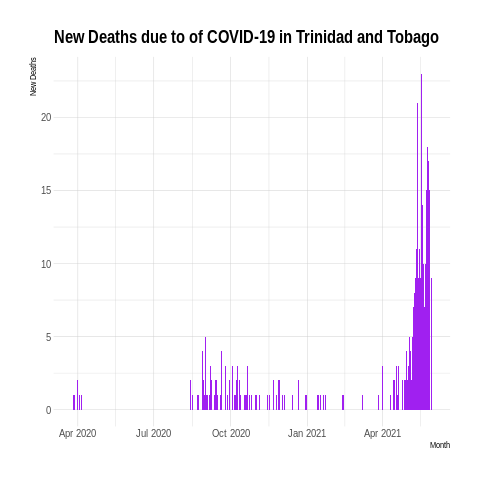 New Deaths due to of COVID-19 in Trinidad and Tobago
New Deaths
20
15
10
5
0
Apr 2020 Jul 2020 Oct 2020 Jan 2021 Apr 2021
Month